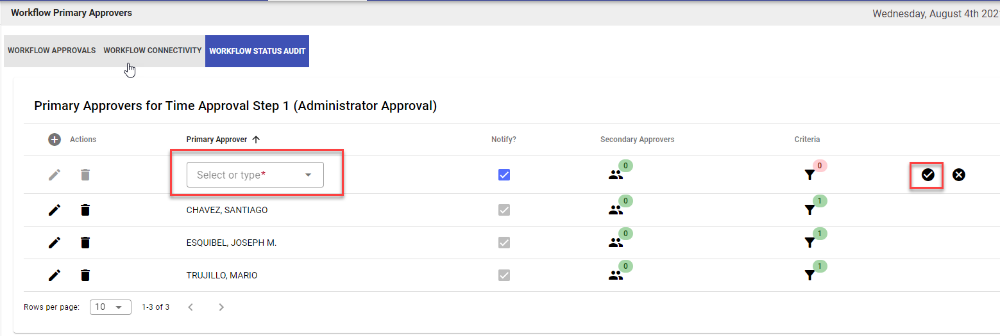 Workflow Primary Approvers
Wednesday, August 4th 202
WORKFLOW APPROVALS WORKFLOW CONNECTIVITY WORKFLOW STATUS AUDIT
Primary Approvers for Time Approval Step 1 (Administrator Approval)
Actions Primary Approver Notify? Secondary Approvers Criteria
Select or type* 0 0
CHAVEZ, SANTIAGO 0 1
ESQUIBEL, JOSEPH M. 0 1
TRUJILLO, MARIO 0 1
Rows per page: 10 1-3 of 3